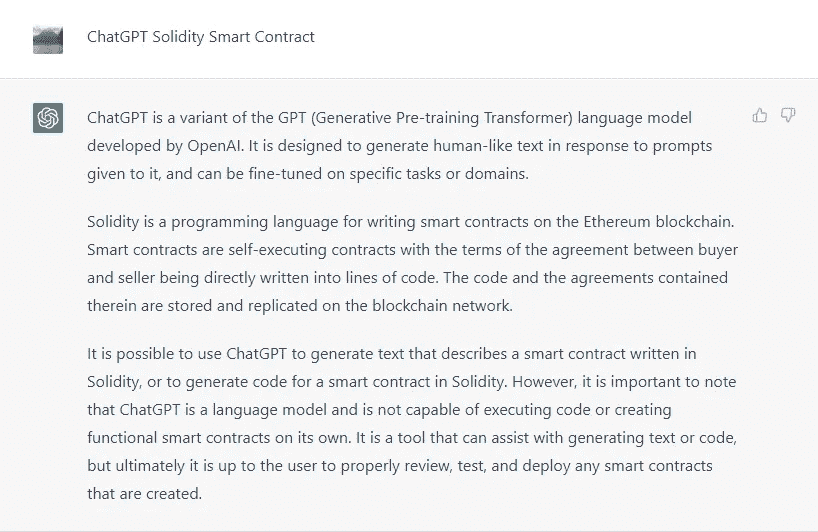 ChatGPT Solidity Smart Contract
ChatGPT is a variant of the GPT (Generative Pre-training Transformer) language model
developed by OpenAI. It is designed to generate human-like text in response to prompts
given to it, and can be fine-tuned on specific tasks or domains.
Solidity is a programming language for writing smart contracts on the Ethereum blockchain.
Smart contracts are self-executing contracts with the terms of the agreement between buyer
and seller being directly written into lines of code. The code and the agreements contained
therein are stored and replicated on the blockchain network.
It is possible to use ChatGPT to generate text that describes a smart contract written in
Solidity, or to generate code for a smart contract in Solidity. However, it is important to note
that ChatGPT is a language model and is not capable of executing code or creating
functional smart contracts on its own. It is a tool that can assist with generating text or code,
but ultimately it is up to the user to properly review, test, and deploy any smart contracts
that are created.